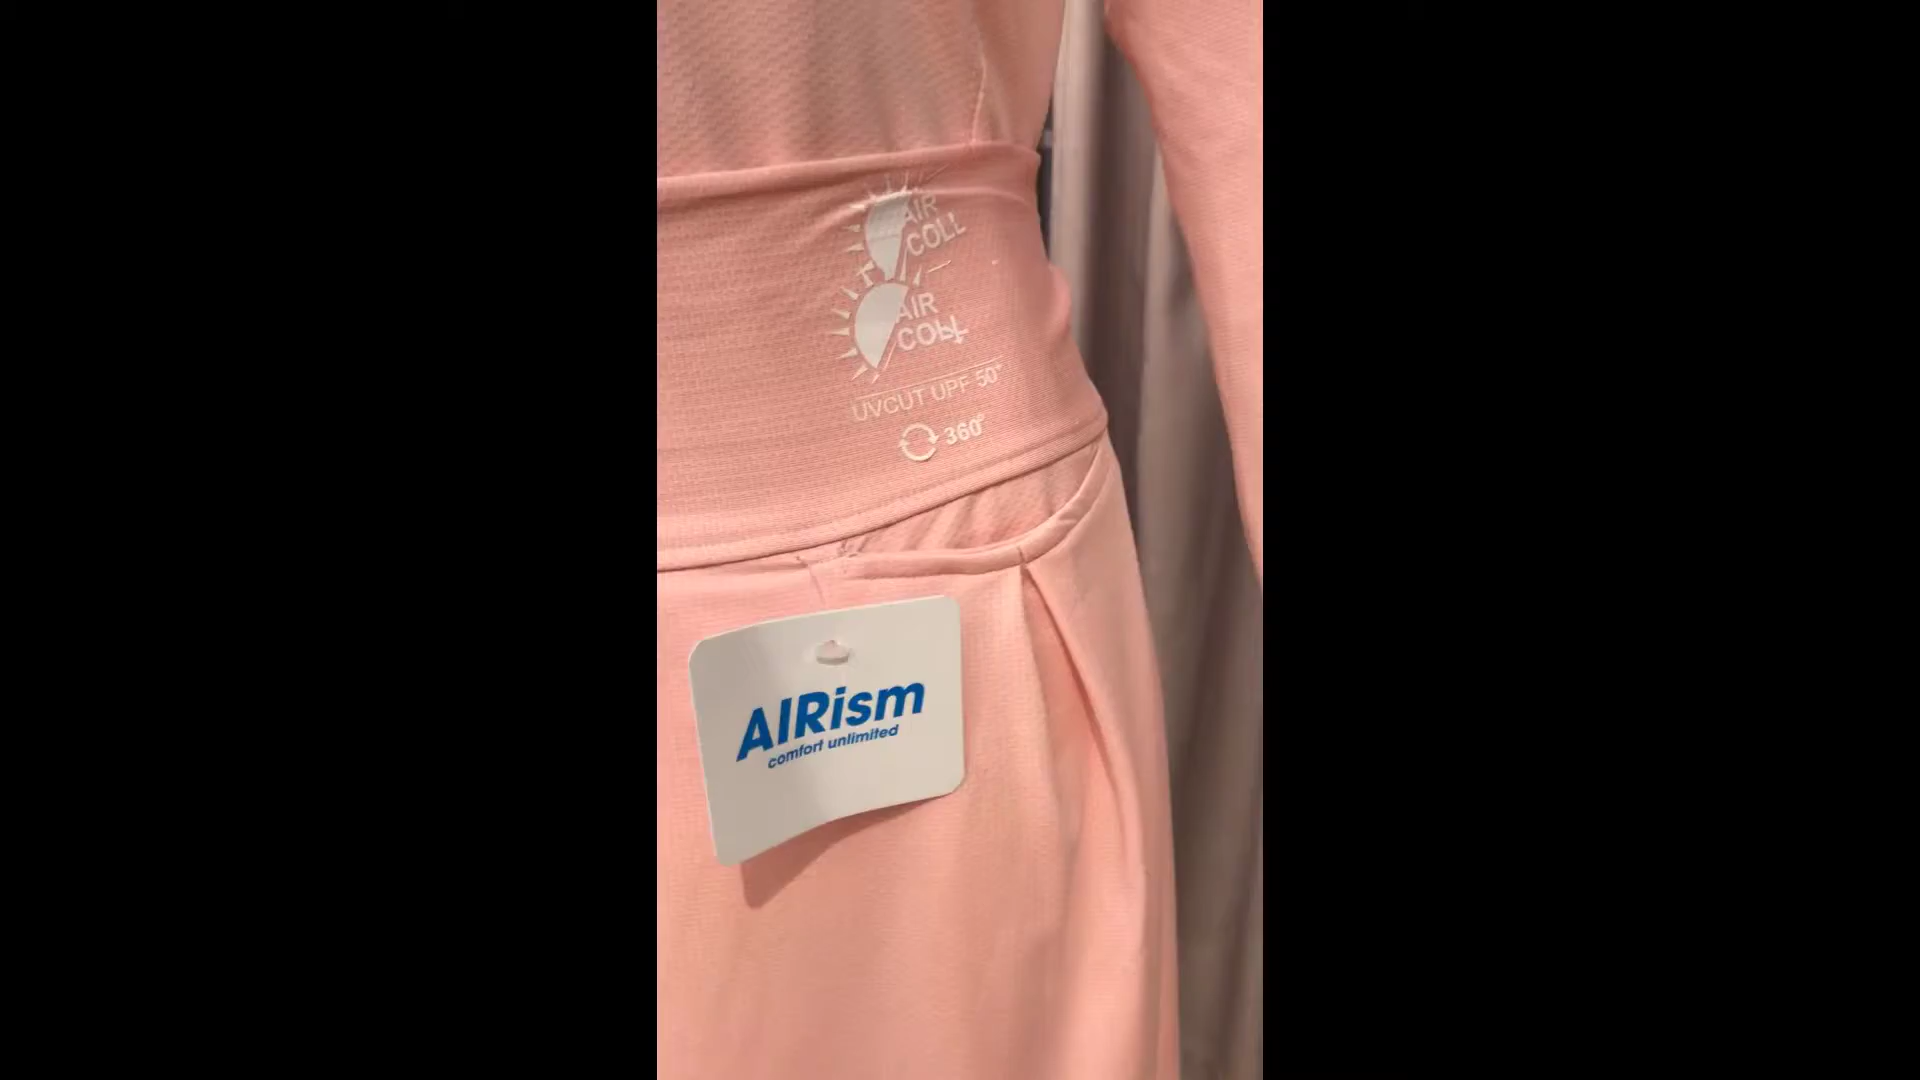 AIR
COLL
AIR
COLL
UVCUT UPF 50+
360°
AIRism
comfort unlimited